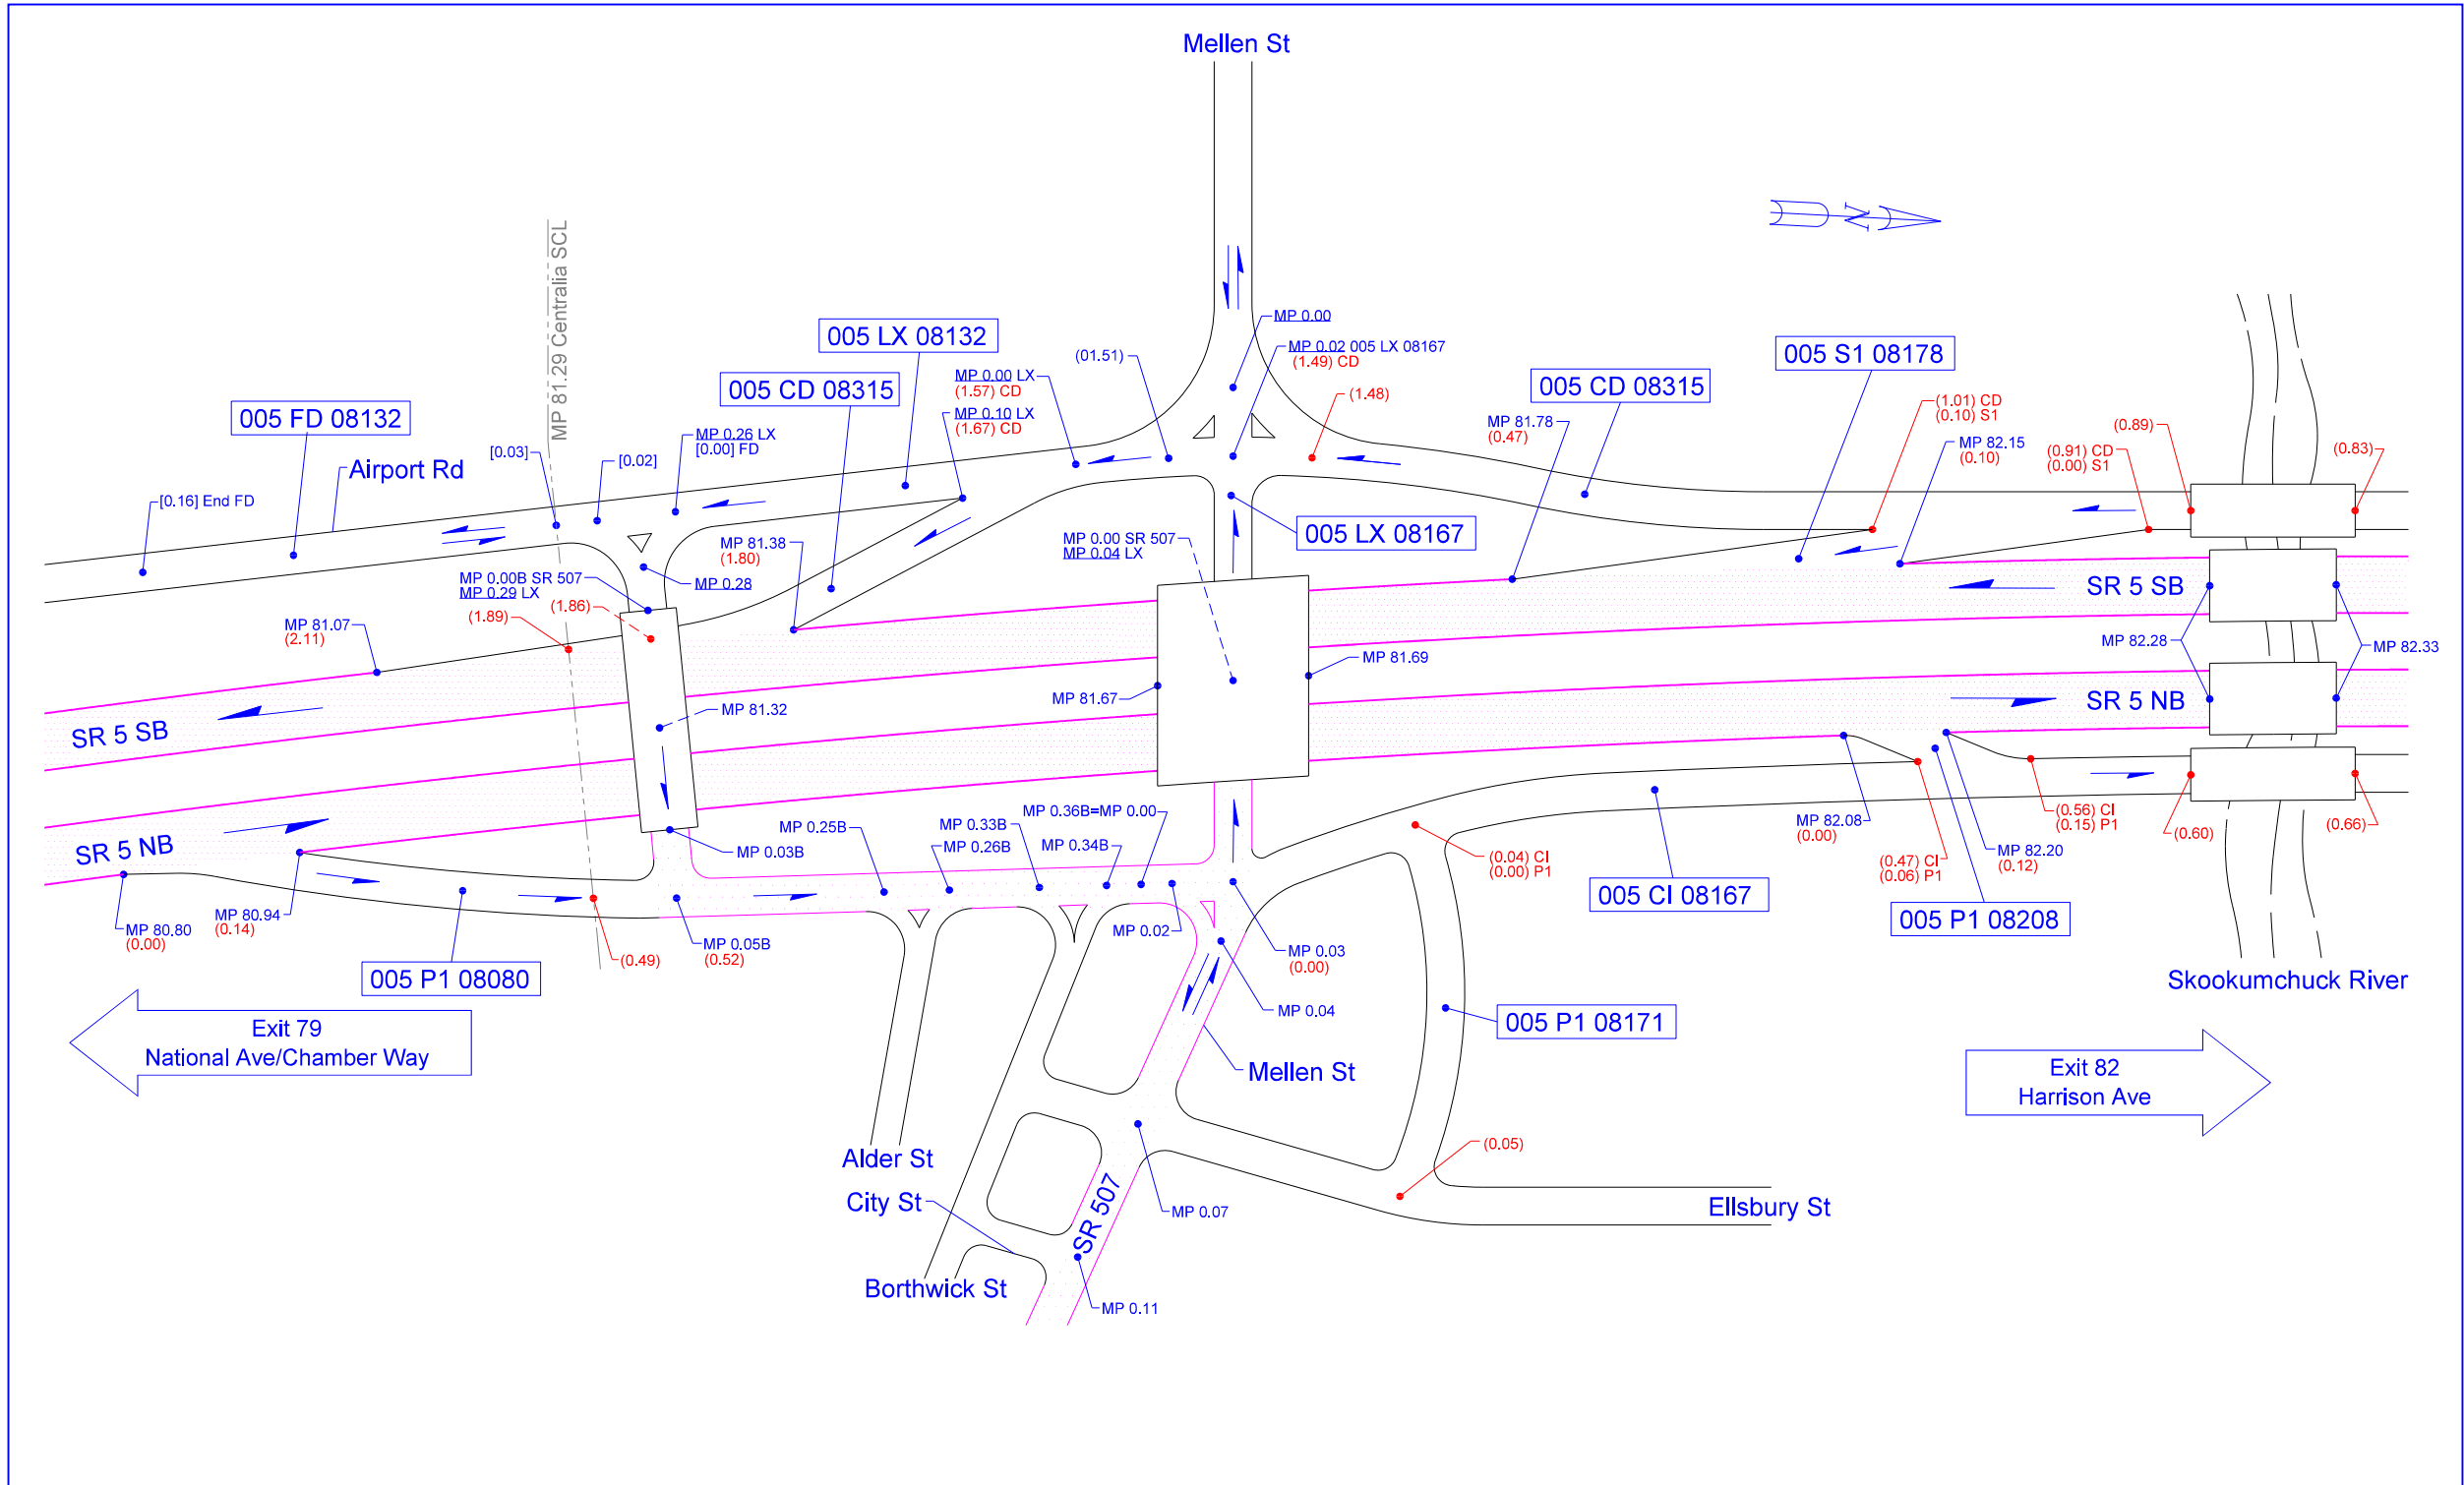 Mellen St
N
MP 81.29 Centralia SCL
MP 0.00
MP 0.02 005 LX 08167
(1.49) CD
005 LX 08132
(01.51)
005 S1 08178
005 CD 08315
MP 0.00 LX
(1.57) CD
MP 0.10 LX
(1.67) CD
005 CD 08315
(1.48)
MP 81.78
(0.47)
(1.01) CD
(0.10) S1
MP 82.15
(0.10)
(0.89)
(0.91) CD
(0.00) S1
(0.83)
005 FD 08132
Airport Rd
[0.03]
[0.02]
MP 0.26 LX
[0.00] FD
[0.16] End FD
005 LX 08167
MP 0.00 SR 507
MP 0.04 LX
MP 81.38
(1.80)
MP 0.28
MP 0.00B SR 507
MP 0.29 LX
(1.86)
(1.89)
MP 81.07
(2.11)
SR 5 SB
MP 82.28
MP 82.33
MP 81.69
MP 81.67
MP 81.32
SR 5 NB
SR 5 SB
SR 5 NB
MP 0.36B=MP 0.00
MP 0.33B
MP 0.25B
MP 0.26B
MP 0.34B
MP 0.03B
MP 82.08
(0.00)
(0.56) CI
(0.15) P1
(0.60)
(0.66)
(0.04) CI
(0.00) P1
(0.47) CI
(0.06) P1
MP 82.20
(0.12)
005 CI 08167
005 P1 08208
MP 80.80
(0.00)
MP 80.94
(0.14)
005 P1 08080
(0.49)
MP 0.05B
(0.52)
MP 0.02
MP 0.03
(0.00)
MP 0.04
005 P1 08171
Skookumchuck River
Exit 79
National Ave/Chamber Way
Exit 82
Harrison Ave
Mellen St
(0.05)
Alder St
City St
SR 507
MP 0.07
Ellsbury St
Borthwick St
MP 0.11